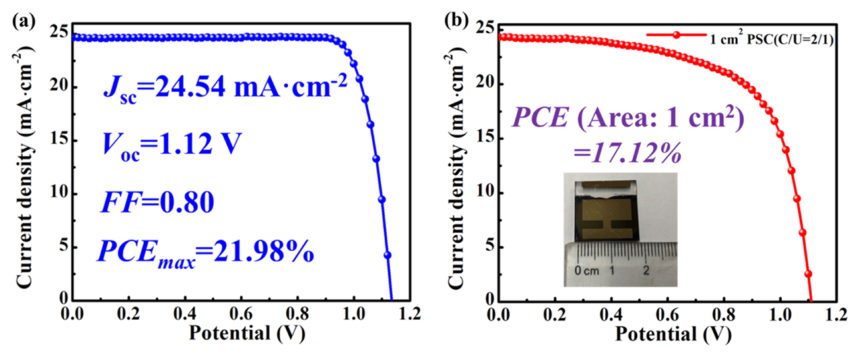 (a)
25
20
15
10
5
0
Current density (mA·cm-2)
Jsc=24.54 mA·cm-2
Voc=1.12 V
FF=0.80
PCEmax=21.98%
0.0 0.2 0.4 0.6 0.8 1.0 1.2
Potential (V)
(b)
25
20
15
10
5
0
Current density (mA·cm-2)
1 cm2 PSC(C/U=2/1)
PCE (Area: 1 cm2)
=17.12%
0 cm 1 2
0.0 0.2 0.4 0.6 0.8 1.0 1.2
Potential (V)